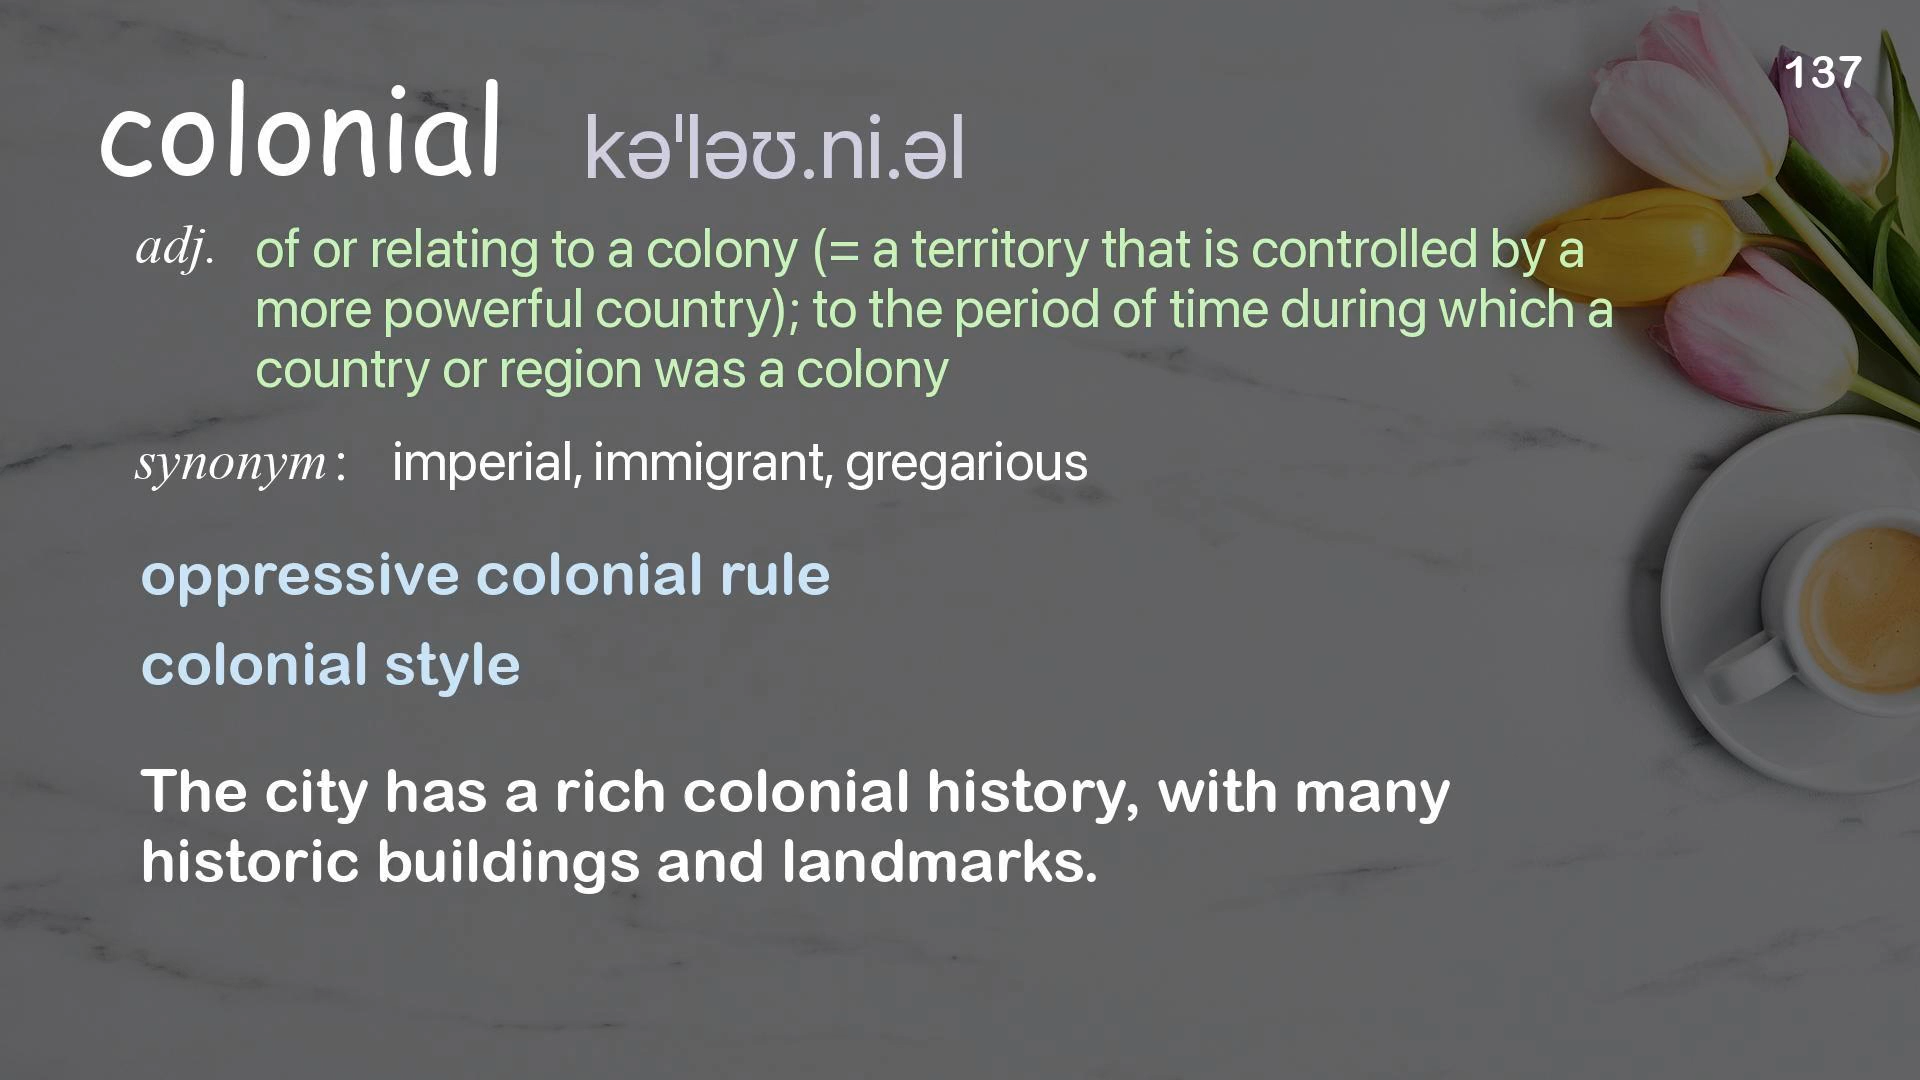 137
colonial kəˈləʊ.ni.əl
adj. of or relating to a colony (= a territory that is controlled by a
more powerful country); to the period of time during which a
country or region was a colony
synonym: imperial, immigrant, gregarious
oppressive colonial rule
colonial style
The city has a rich colonial history, with many
historic buildings and landmarks.